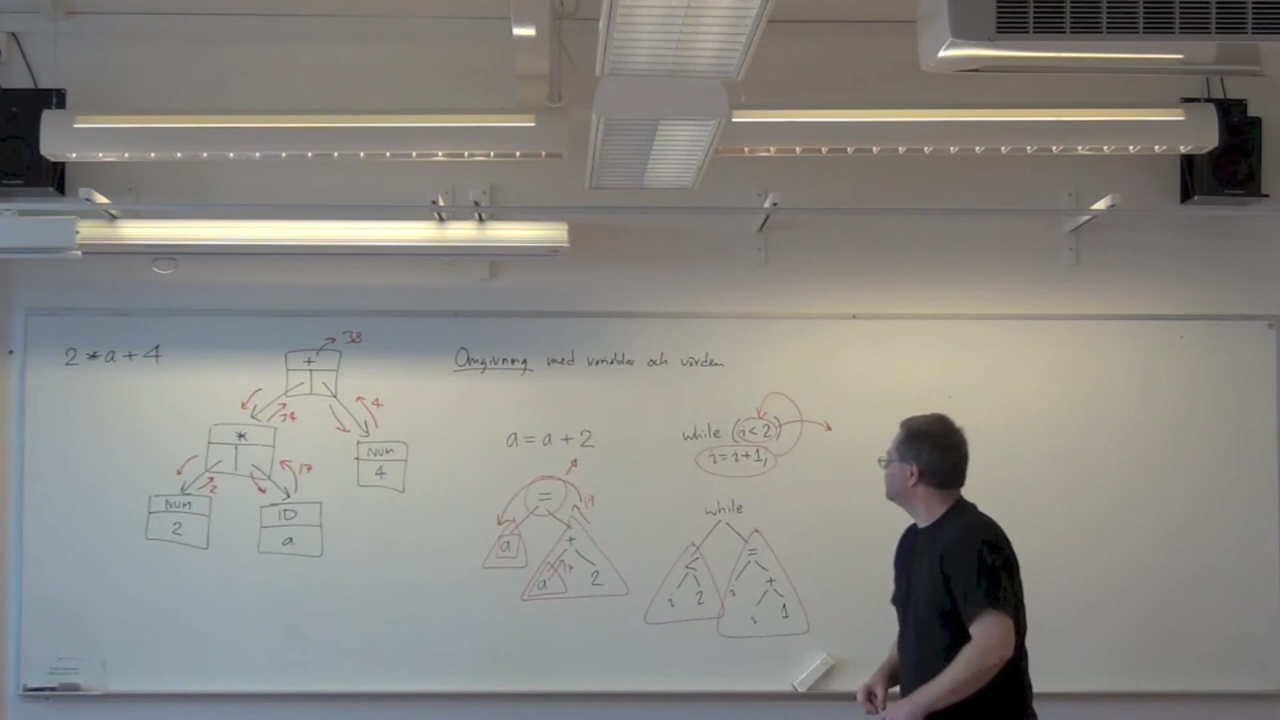 2*a+4
38
+
34
4
*
NUM
4
17
2
NUM
2
ID
a
Omgivning med variabler och värden
a = a + 2
=
19
a
+
a
17
2
while (i<2)
i=i+1;
while
<
i
2
=
i
+
i
1